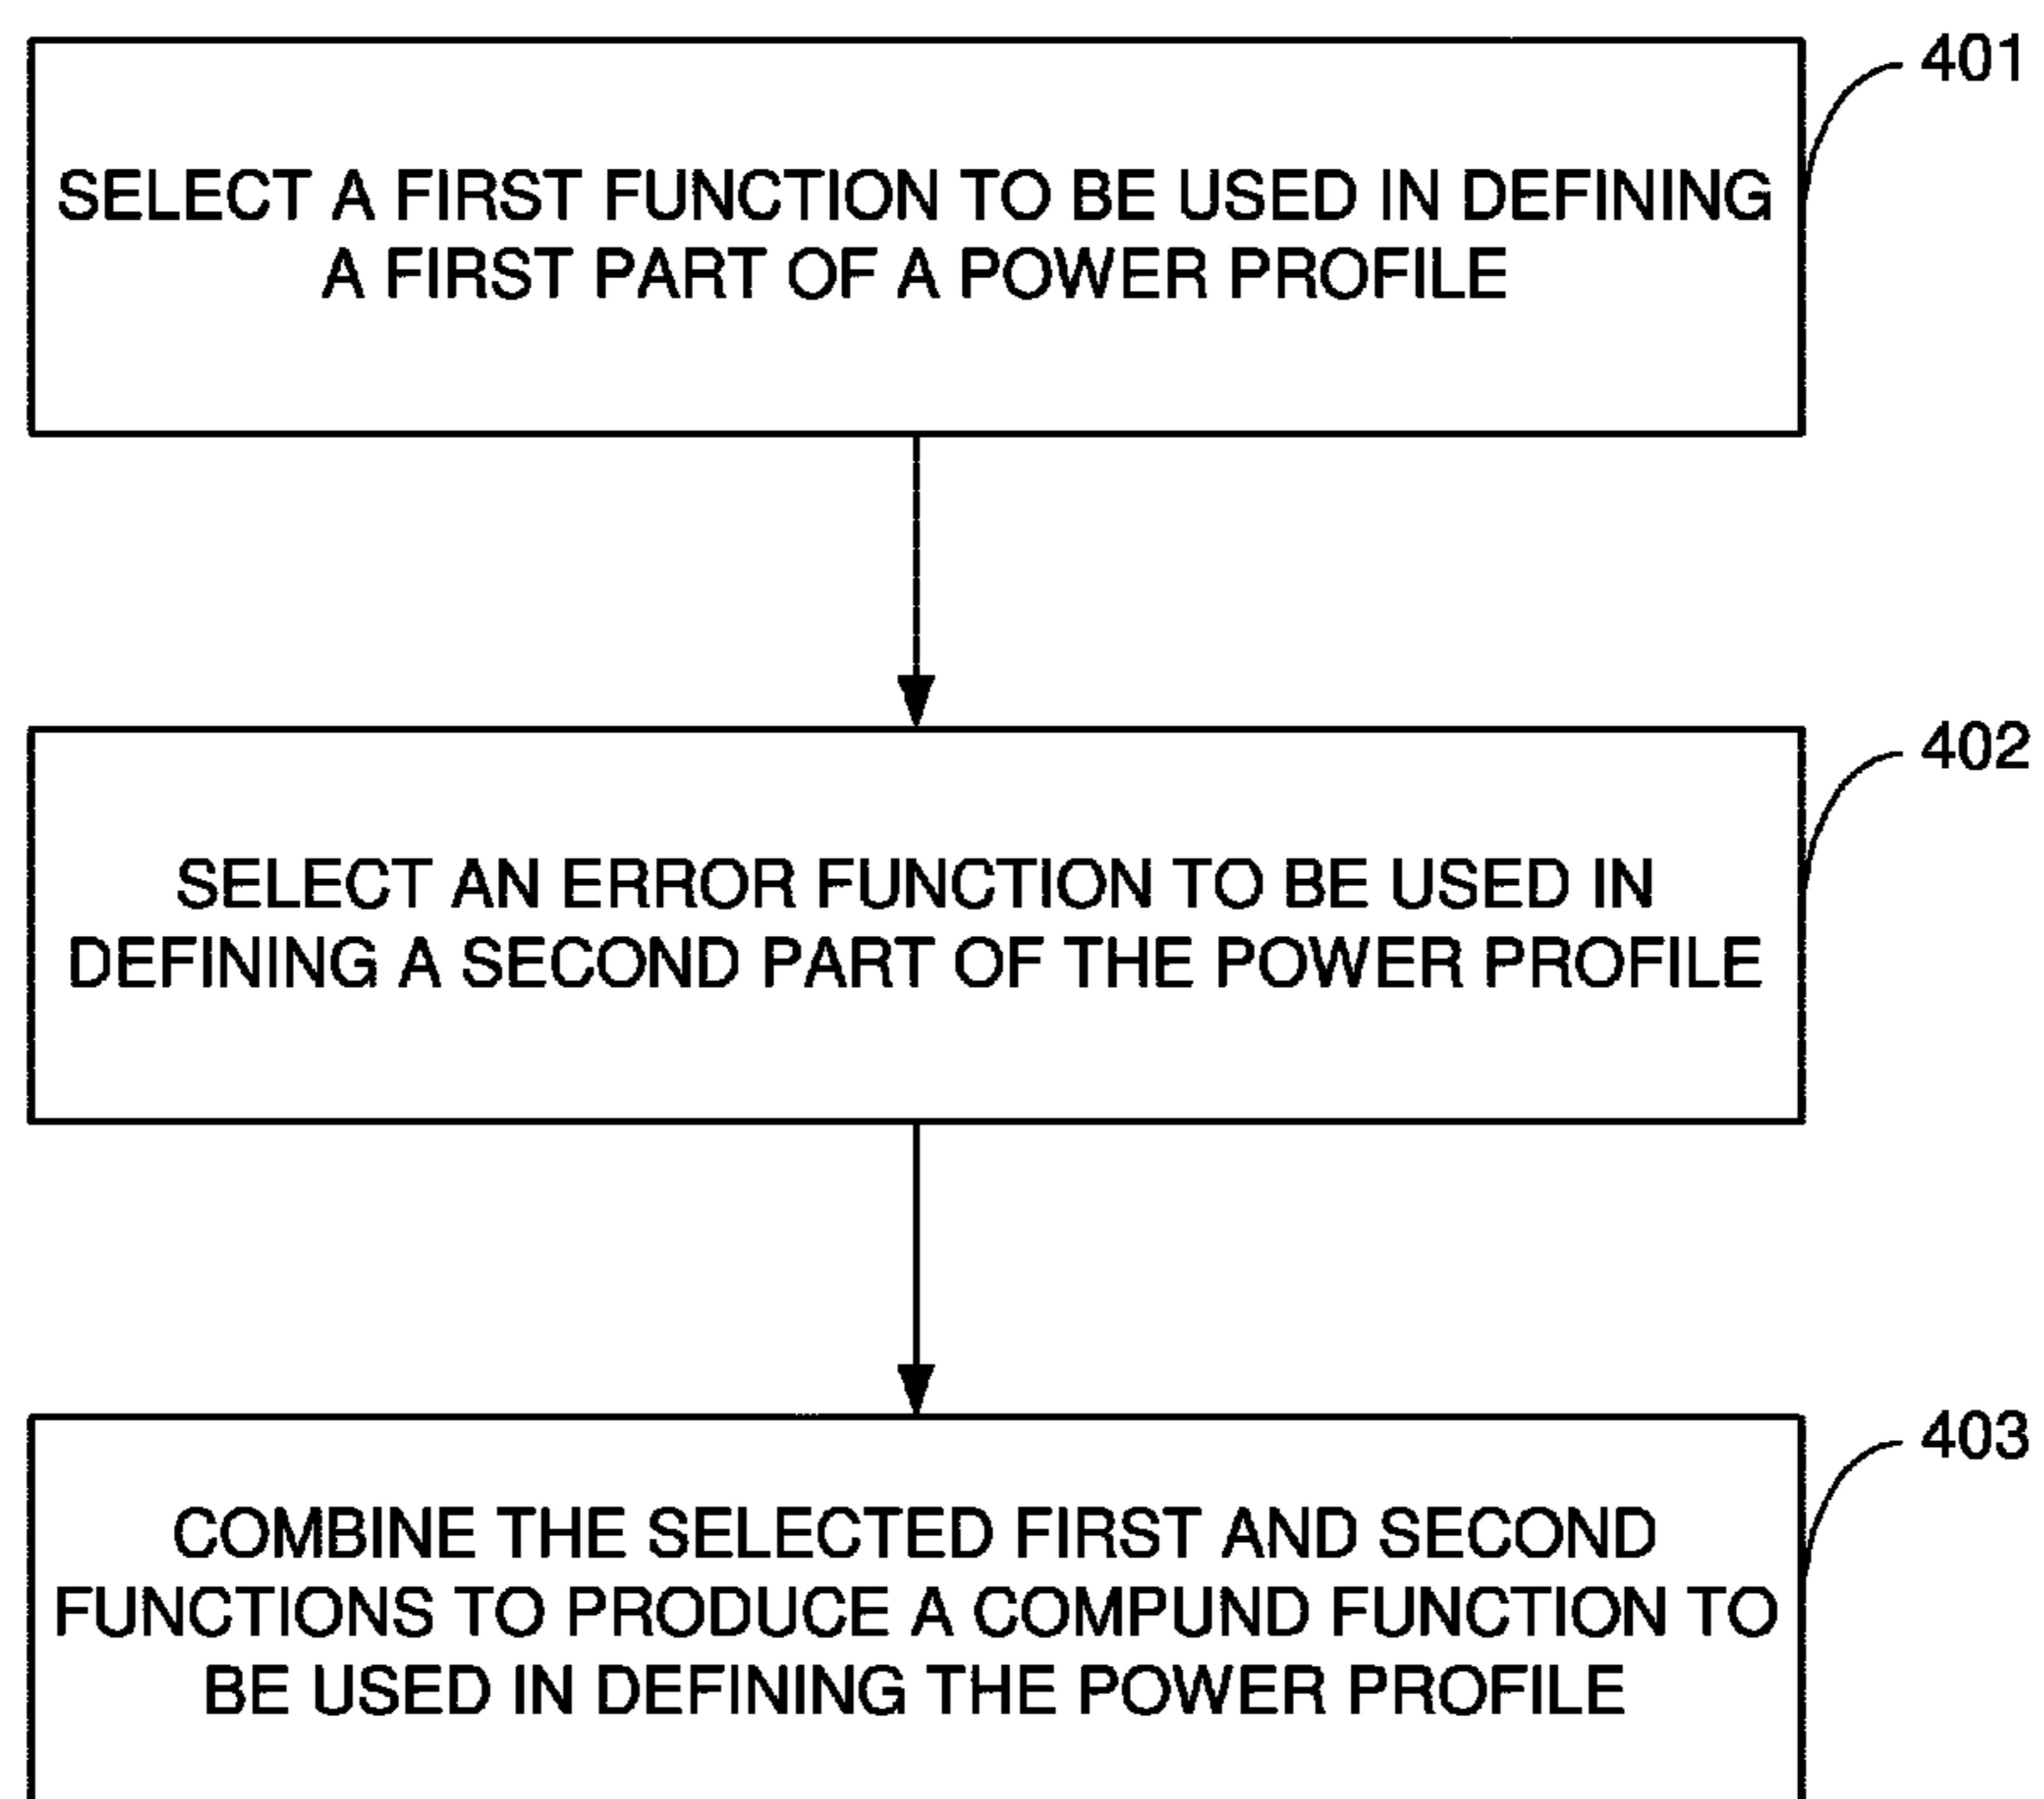 401
SELECT A FIRST FUNCTION TO BE USED IN DEFINING
A FIRST PART OF A POWER PROFILE
402
SELECT AN ERROR FUNCTION TO BE USED IN
DEFINING A SECOND PART OF THE POWER PROFILE
403
COMBINE THE SELECTED FIRST AND SECOND
FUNCTIONS TO PRODUCE A COMPUND FUNCTION TO
BE USED IN DEFINING THE POWER PROFILE